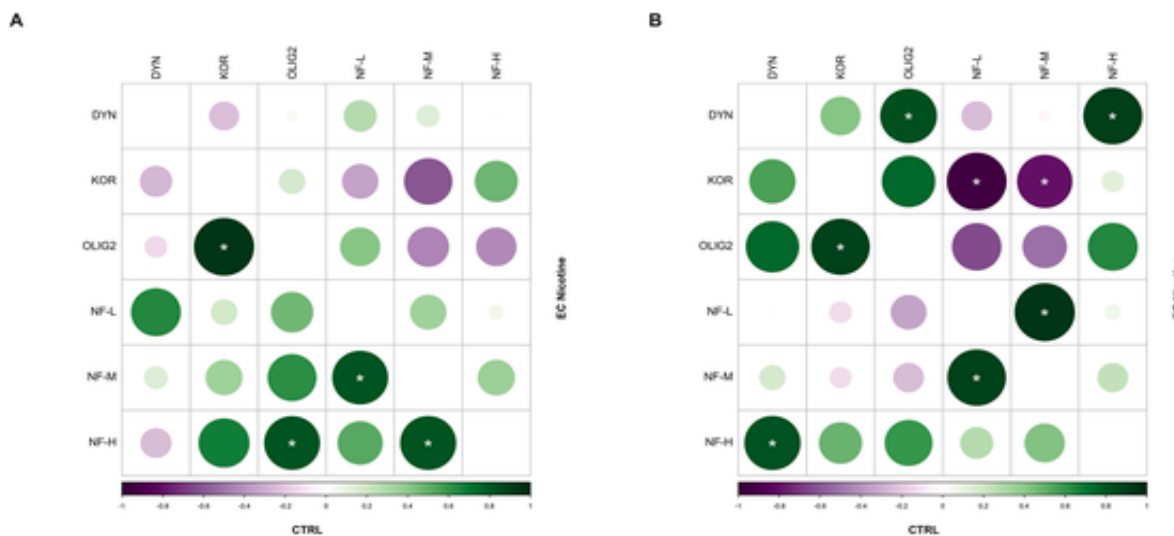 A
B
DYN KOR OLIG2 NF-L NF-M NF-H
DYN KOR OLIG2 NF-L NF-M NF-H
DYN
KOR
OLIG2
NF-L
NF-M
NF-H
EC Nicotine
DYN * *
KOR * *
OLIG2 *
NF-L *
NF-M *
NF-H *
*
*
* *
-1 -0.8 -0.6 -0.4 -0.2 0 0.2 0.4 0.6 0.8 1
-1 -0.8 -0.6 -0.4 -0.2 0 0.2 0.4 0.6 0.8 1
CTRL
CTRL